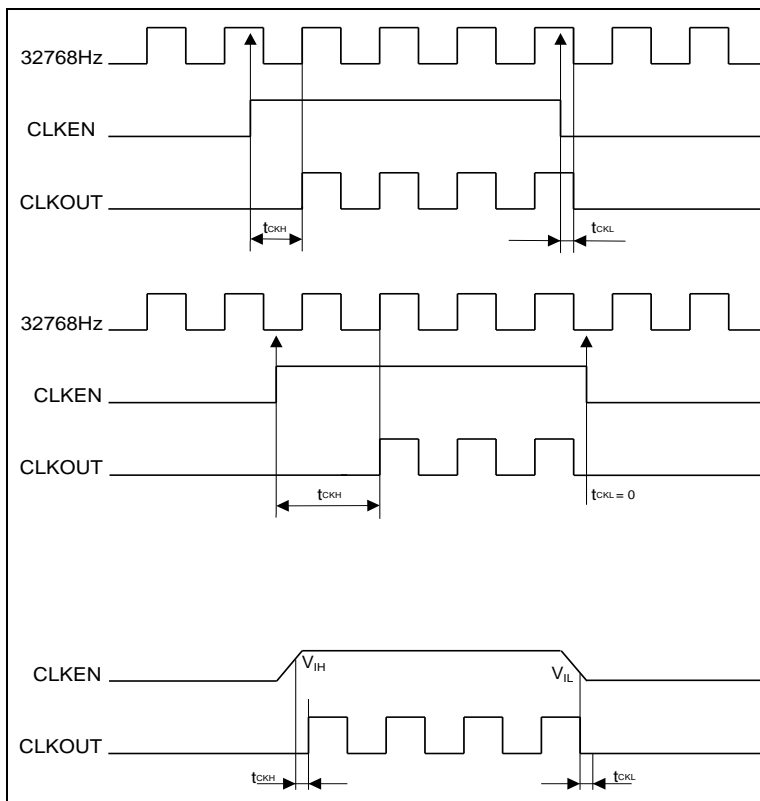 32768Hz
CLKEN
CLKOUT
tCKH
tCKL
32768Hz
CLKEN
CLKOUT
tCKH
tCKL = 0
CLKEN
VIH
VIL
CLKOUT
tCKH
tCKL